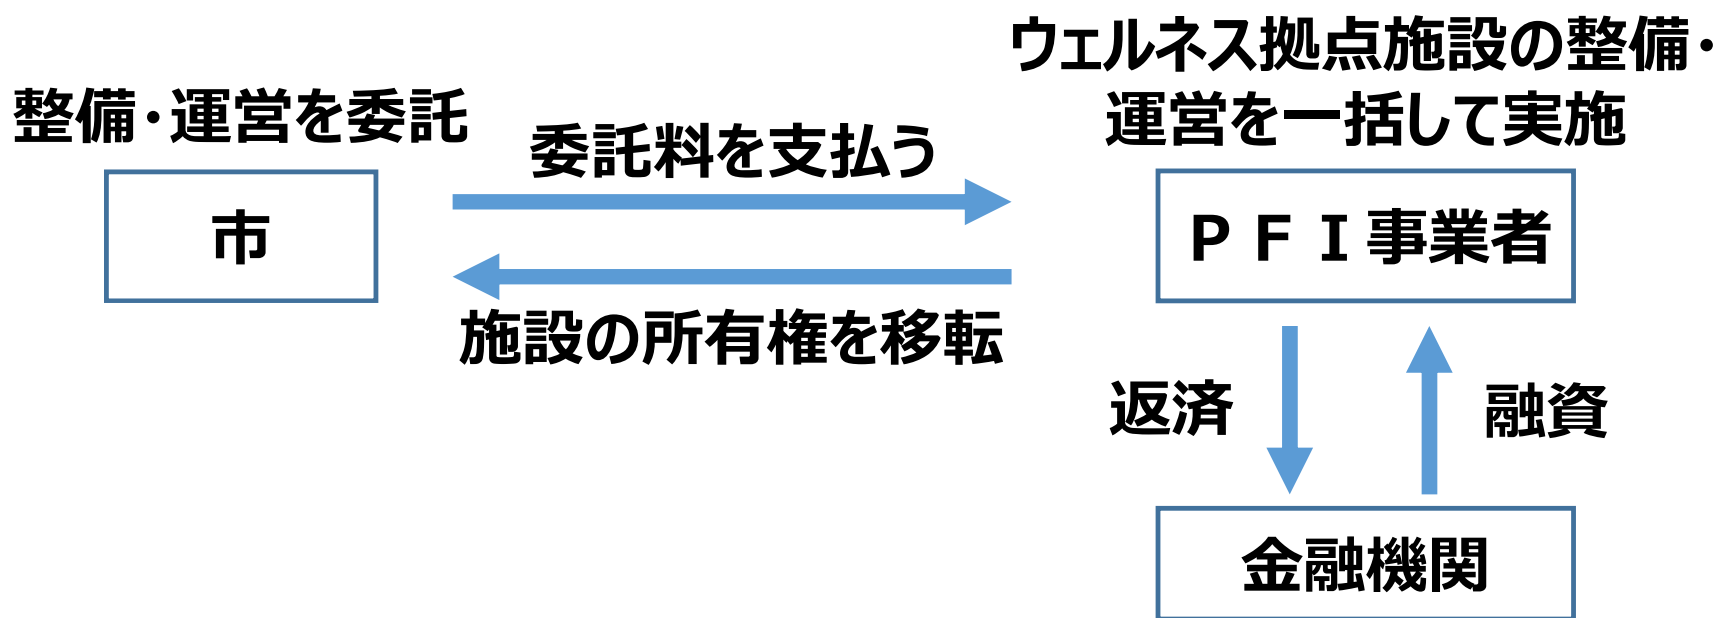 ウェルネス拠点施設の整備・
運営を一括して実施
整備・運営を委託
委託料を支払う
市
ＰＦＩ事業者
施設の所有権を移転
返済
融資
金融機関